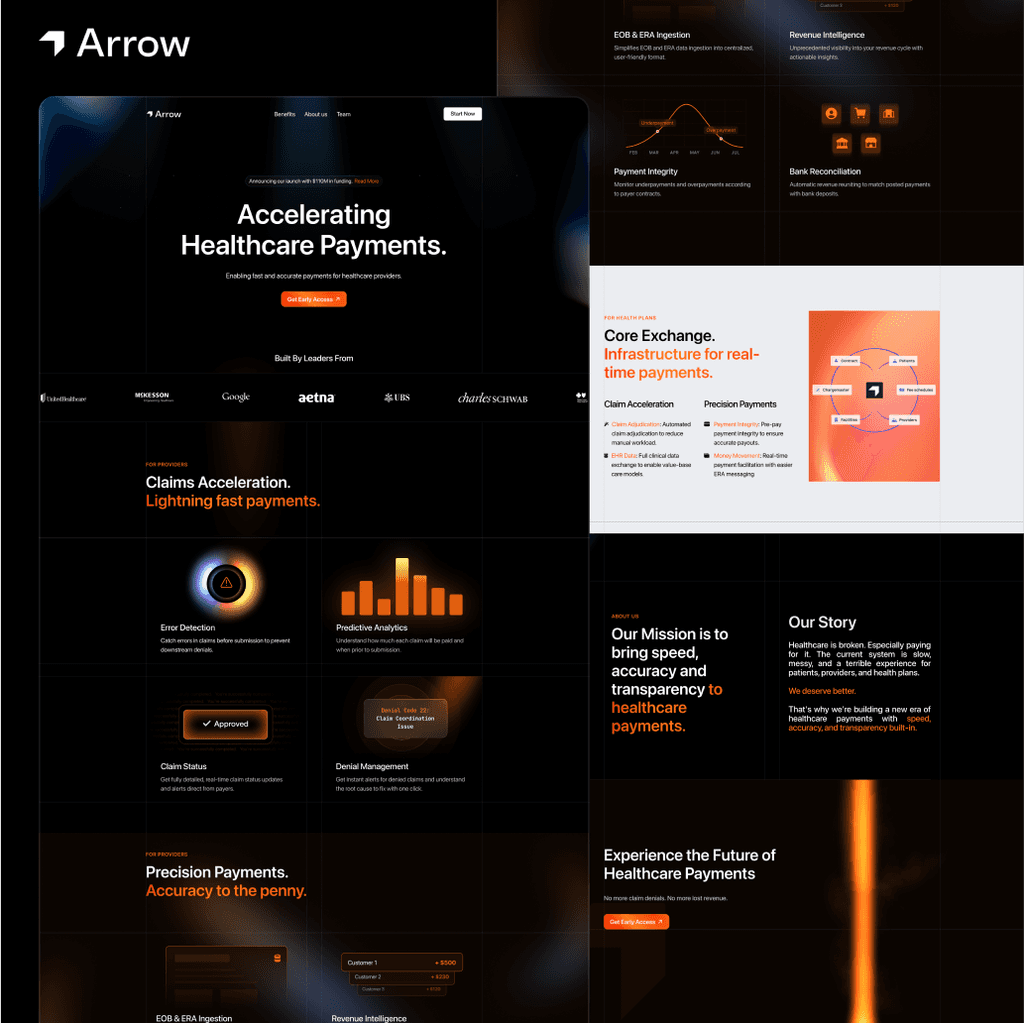 Arrow
Arrow
Benefits
About us
Team
Start Now
Announcing our launch with $110M in funding. Read More
Accelerating
Healthcare Payments.
Enabling fast and accurate payments for healthcare providers.
Get Early Access
Built By Leaders From
UnitedHealthcare
MCKESSON
Google
aetna
UBS
charles SCHWAB
FOR PROVIDERS
Claims Acceleration.
Lightning fast payments.
Error Detection
Catch errors in claims before submission to prevent
downstream denials.
Predictive Analytics
Understand how much each claim will be paid and
when prior to submission.
Approved
Claim Status
Get fully detailed, real-time claim status updates
and alerts direct from payers.
Denial Code 22:
Claim Coordination
Issue
Denial Management
Get instant alerts for denied claims and understand
the root cause to fix with one click.
FOR PROVIDERS
Precision Payments.
Accuracy to the penny.
EOB & ERA Ingestion
Customer 1 + $500
Customer 2 + $330
Revenue Intelligence
EOB & ERA Ingestion
Simplifies EOB and ERA data ingestion into centralized,
user-friendly format.
Revenue Intelligence
Unprecedented visibility into your revenue cycle with
actionable insights.
Underpayment
Overpayment
FEB MAR APR MAY JUN JUL
Payment Integrity
Monitor underpayments and overpayments according
to payer contracts.
Bank Reconciliation
Automatic revenue reuniting to match posted payments
with bank deposits.
FOR HEALTH PLANS
Core Exchange.
Infrastructure for real-
time payments.
Claim Acceleration
Claim Adjudication: Automated
claim adjudication to reduce
manual workload.
EHR Data: Full clinical data
exchange to enable value-base
care models.
Precision Payments
Payment Integrity: Pre-pay
payment integrity to ensure
accurate payouts.
Money Movement: Real-time
payment facilitation with easier
ERA messaging
Contract
Patients
Chargemaster
Fee schedules
Facilities
Providers
ABOUT US
Our Mission is to
bring speed,
accuracy and
transparency to
healthcare
payments.
Our Story
Healthcare is broken. Especially paying
for it. The current system is slow,
messy, and a terrible experience for
patients, providers, and health plans.
We deserve better.
That's why we're building a new era of
healthcare payments with speed,
accuracy, and transparency built-in.
Experience the Future of
Healthcare Payments
No more claim denials. No more lost revenue.
Get Early Access